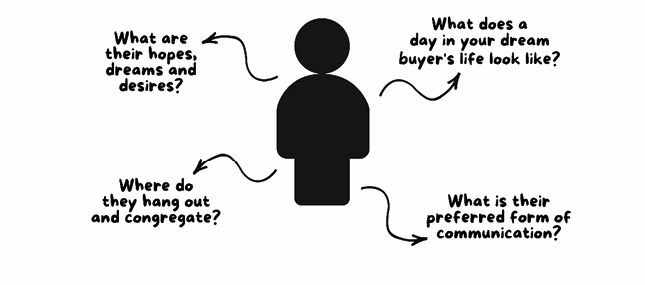 What are
their hopes,
dreams and
desires?
What does a
day in your dream
buyer's life look like?
Where do
they hang out
and congregate?
What is their
preferred form of
communication?